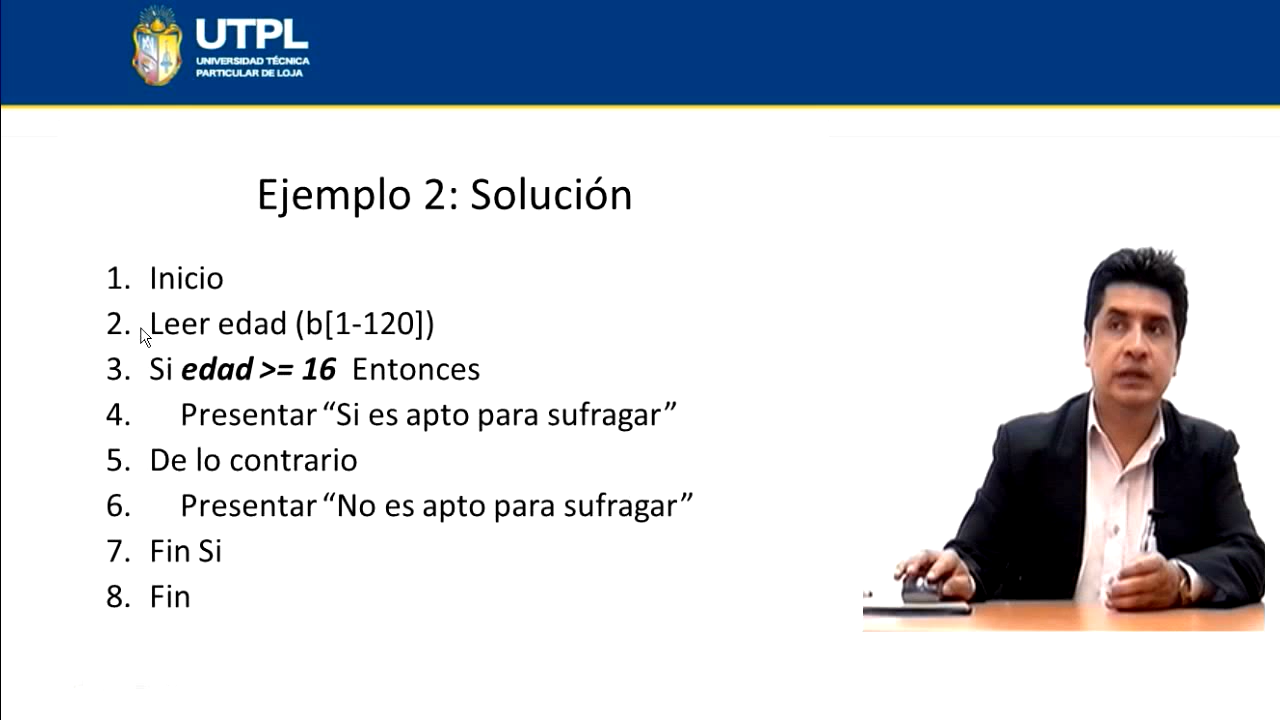 UTPL
UNIVERSIDAD TÉCNICA
PARTICULAR DE LOJA
Ejemplo 2: Solución
1. Inicio
2. Leer edad (b[1-120])
3. Si edad >= 16 Entonces
4. Presentar “Si es apto para sufragar”
5. De lo contrario
6. Presentar “No es apto para sufragar”
7. Fin Si
8. Fin